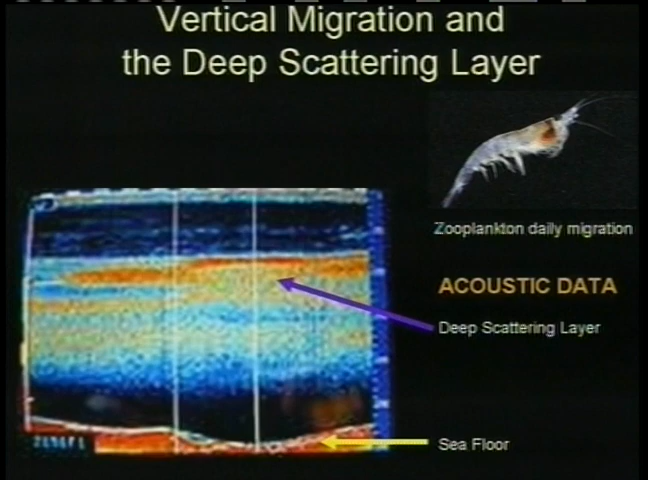 Vertical Migration and
the Deep Scattering Layer
Zooplankton daily migration
ACOUSTIC DATA
Deep Scattering Layer
Sea Floor